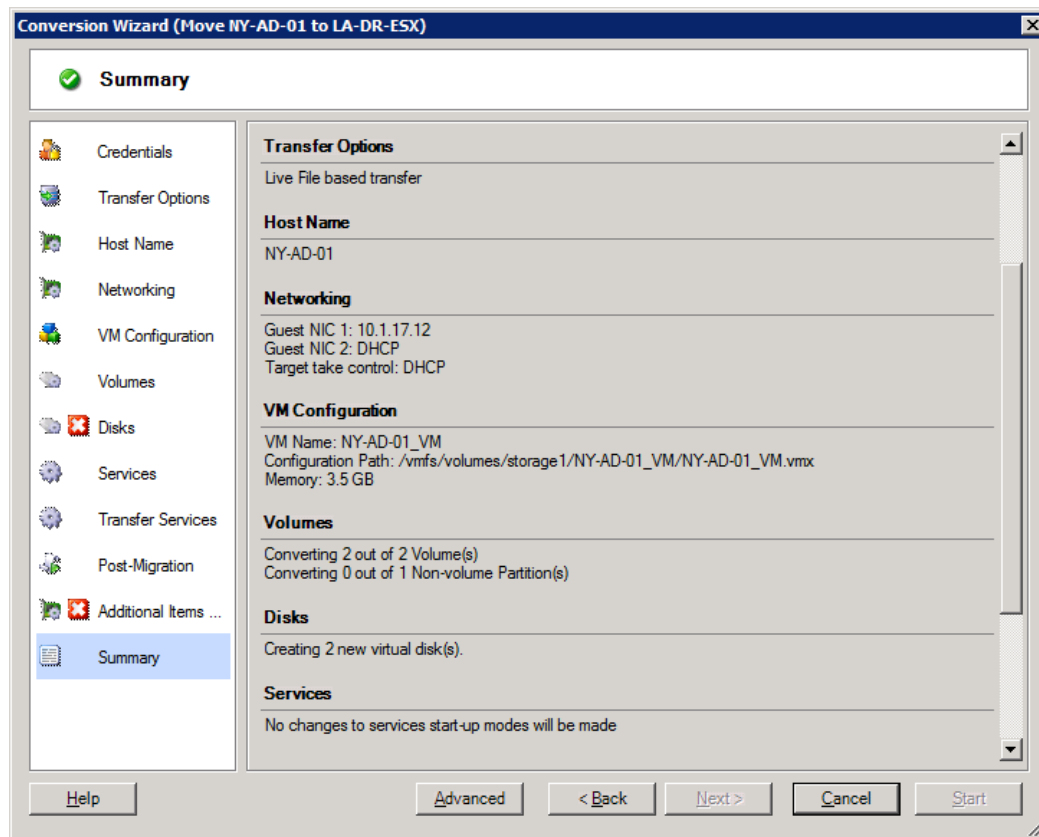 Conversion Wizard (Move NY-AD-01 to LA-DR-ESX)
Summary
Credentials
Transfer Options
Host Name
Networking
VM Configuration
Volumes
Disks
Services
Transfer Services
Post-Migration
Additional Items ...
Summary
Transfer Options
Live File based transfer
Host Name
NY-AD-01
Networking
Guest NIC 1: 10.1.17.12
Guest NIC 2: DHCP
Target take control: DHCP
VM Configuration
VM Name: NY-AD-01_VM
Configuration Path: /vmfs/volumes/storage1/NY-AD-01_VM/NY-AD-01_VM.vmx
Memory: 3.5 GB
Volumes
Converting 2 out of 2 Volume(s)
Converting 0 out of 1 Non-volume Partition(s)
Disks
Creating 2 new virtual disk(s).
Services
No changes to services start-up modes will be made
Help
Advanced
< Back
Next >
Cancel
Start